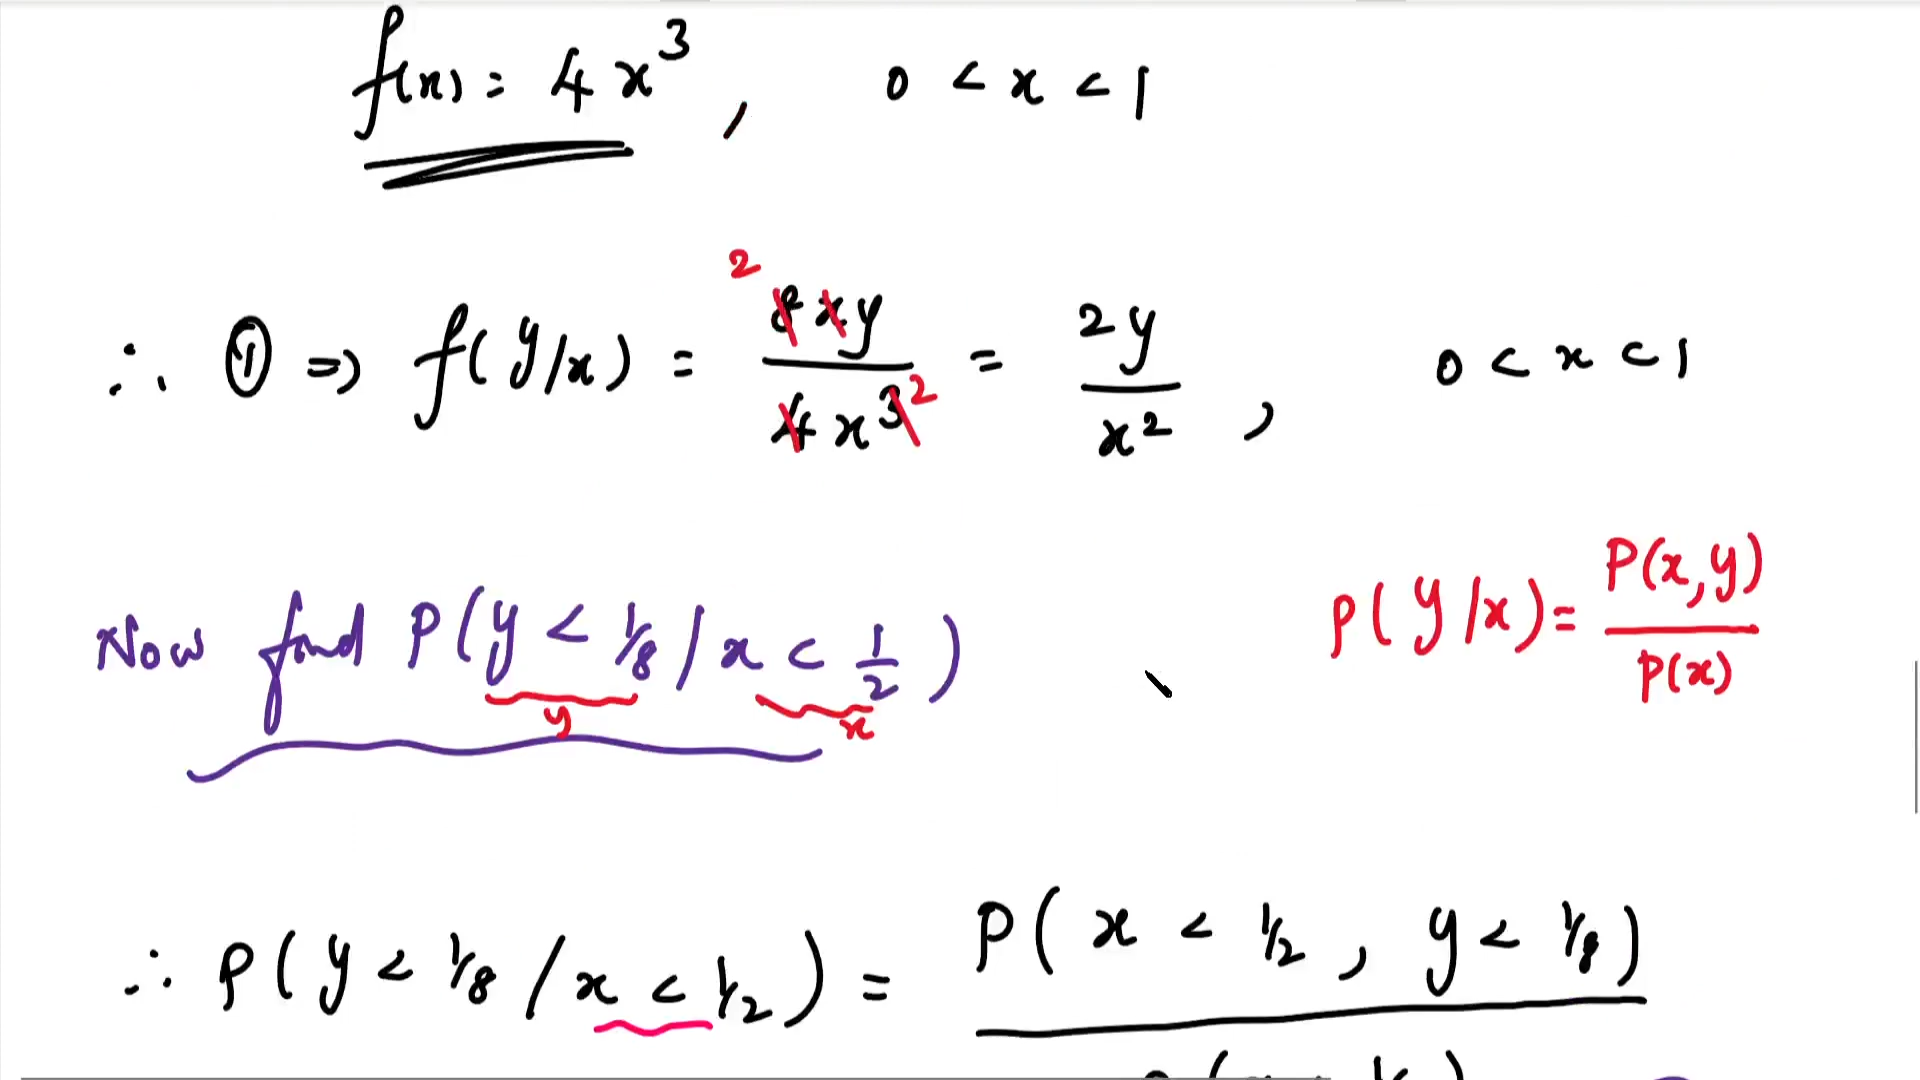 f(x) = 4x³, 0 < x < 1
∴ ① ⇒ f(y/x) = 8xy / 4x³ = 2y / x², 0 < x < 1
2 2
Now find P(y < 1/8 / x < 1/2)
y x
P(y/x) = P(x,y) / P(x)
∴ P(y < 1/8 / x < 1/2) = P(x < 1/2, y < 1/8)